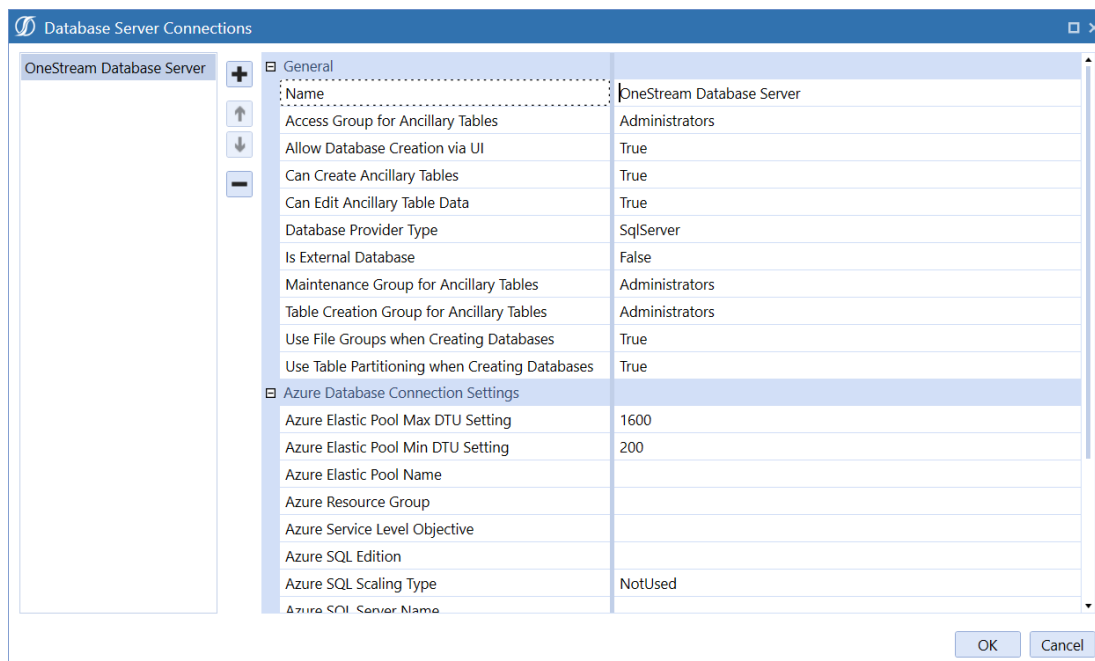 Database Server Connections
OneStream Database Server
General
Name OneStream Database Server
Access Group for Ancillary Tables Administrators
Allow Database Creation via UI True
Can Create Ancillary Tables True
Can Edit Ancillary Table Data True
Database Provider Type SqlServer
Is External Database False
Maintenance Group for Ancillary Tables Administrators
Table Creation Group for Ancillary Tables Administrators
Use File Groups when Creating Databases True
Use Table Partitioning when Creating Databases True
Azure Database Connection Settings
Azure Elastic Pool Max DTU Setting 1600
Azure Elastic Pool Min DTU Setting 200
Azure Elastic Pool Name
Azure Resource Group
Azure Service Level Objective
Azure SQL Edition
Azure SQL Scaling Type NotUsed
Azure SQL Server Name
OK Cancel